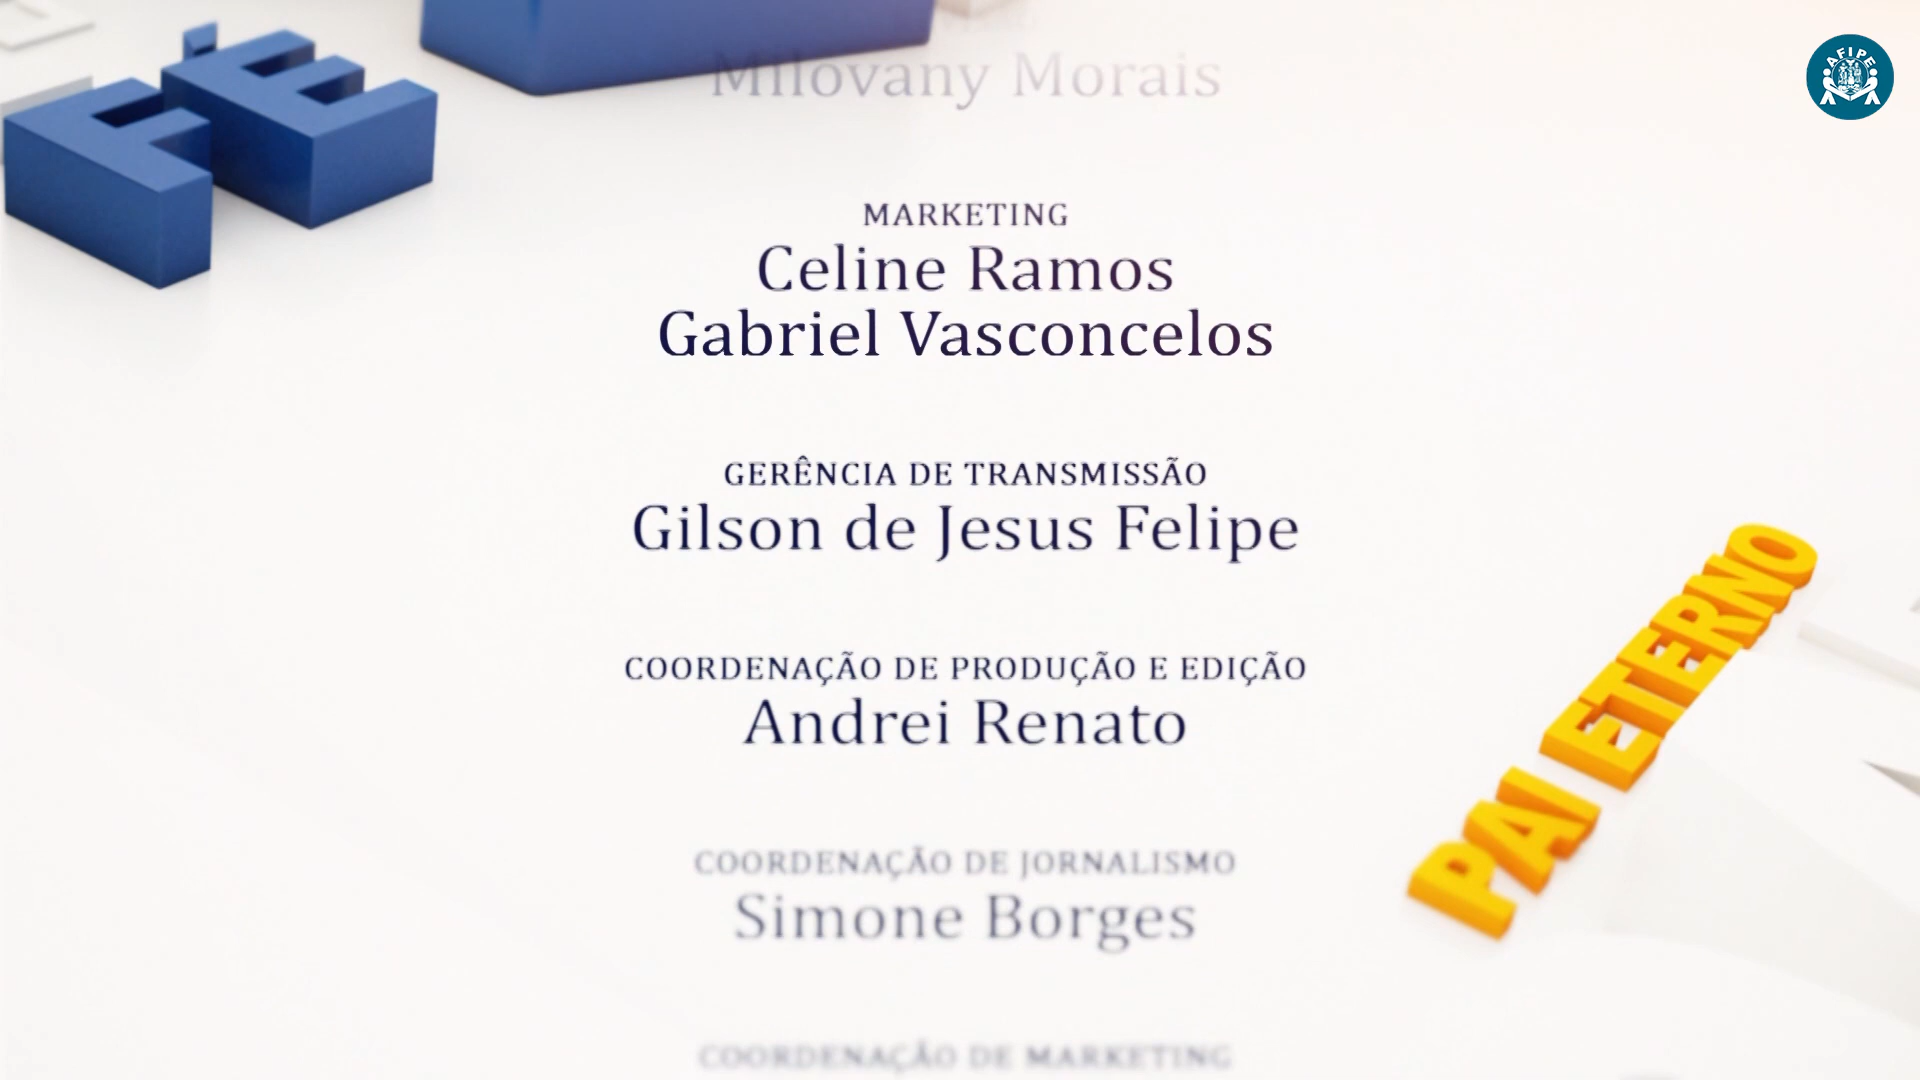 FÉ
Milovany Morais
AFIPE
MARKETING
Celine Ramos
Gabriel Vasconcelos
GERÊNCIA DE TRANSMISSÃO
Gilson de Jesus Felipe
COORDENAÇÃO DE PRODUÇÃO E EDIÇÃO
Andrei Renato
PAI ETERNO
COORDENAÇÃO DE JORNALISMO
Simone Borges
COORDENAÇÃO DE MARKETING